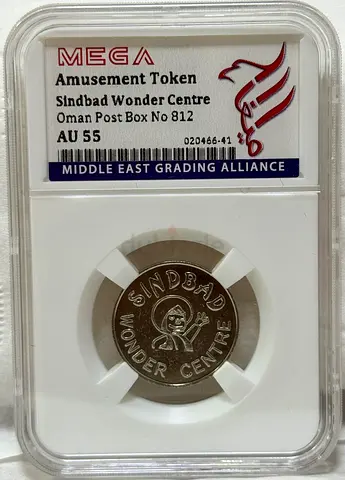 MEGA
Amusement Token
Sindbad Wonder Centre
Oman Post Box No 812
AU 55
020466-41
MIDDLE EAST GRADING ALLIANCE
SINDBAD
WONDER CENTRE